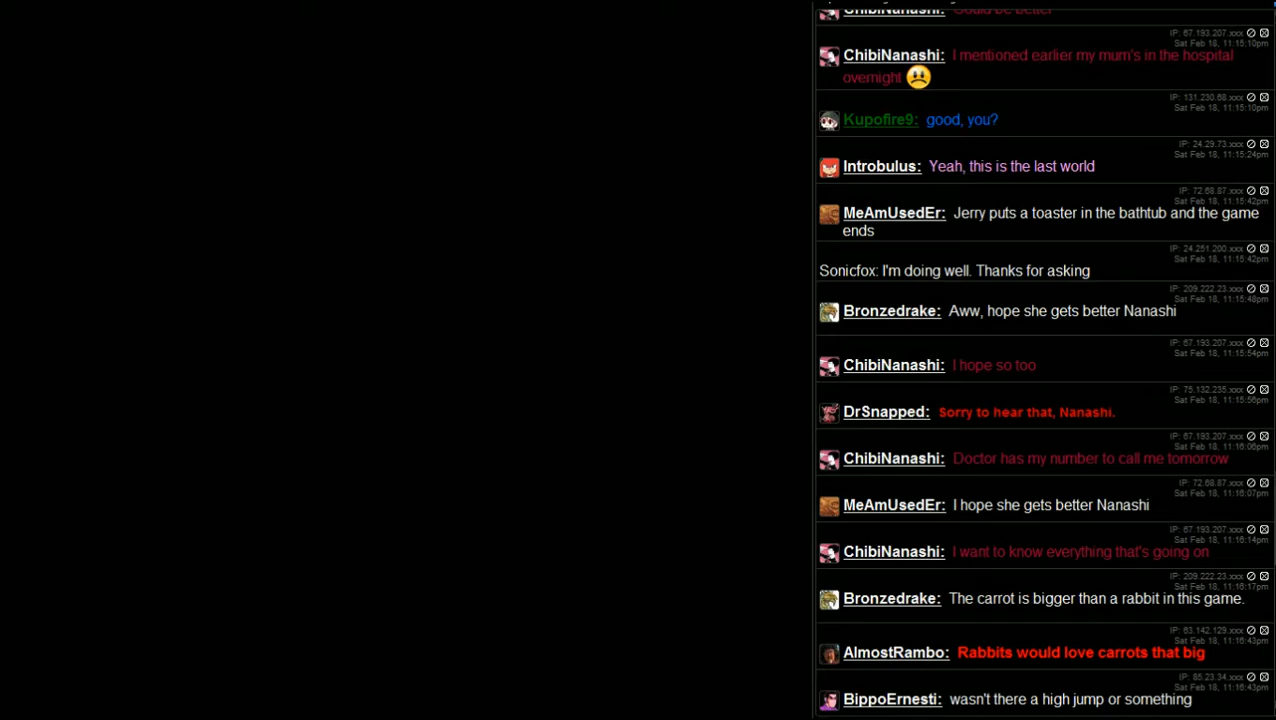 ChibiNanashi: Could be better
IP: 67.193.207.xxx
Sat Feb 18, 11:15:10pm
ChibiNanashi: I mentioned earlier my mum's in the hospital
overnight
IP: 131.230.68.xxx
Sat Feb 18, 11:15:10pm
Kupofire9: good, you?
IP: 24.29.73.xxx
Sat Feb 18, 11:15:24pm
Introbulus: Yeah, this is the last world
IP: 72.68.87.xxx
Sat Feb 18, 11:15:42pm
MeAmUsedEr: Jerry puts a toaster in the bathtub and the game
ends
IP: 24.251.200.xxx
Sat Feb 18, 11:15:42pm
Sonicfox: I'm doing well. Thanks for asking
IP: 209.222.23.xxx
Sat Feb 18, 11:15:48pm
Bronzedrake: Aww, hope she gets better Nanashi
IP: 67.193.207.xxx
Sat Feb 18, 11:15:54pm
ChibiNanashi: I hope so too
IP: 75.132.235.xxx
Sat Feb 18, 11:15:56pm
DrSnapped: Sorry to hear that, Nanashi.
IP: 67.193.207.xxx
Sat Feb 18, 11:16:06pm
ChibiNanashi: Doctor has my number to call me tomorrow
IP: 72.68.87.xxx
Sat Feb 18, 11:16:07pm
MeAmUsedEr: I hope she gets better Nanashi
IP: 67.193.207.xxx
Sat Feb 18, 11:16:14pm
ChibiNanashi: I want to know everything that's going on
IP: 209.222.23.xxx
Sat Feb 18, 11:16:17pm
Bronzedrake: The carrot is bigger than a rabbit in this game.
IP: 63.142.129.xxx
Sat Feb 18, 11:16:43pm
AlmostRambo: Rabbits would love carrots that big
IP: 85.23.34.xxx
Sat Feb 18, 11:16:43pm
BippoErnesti: wasn't there a high jump or something